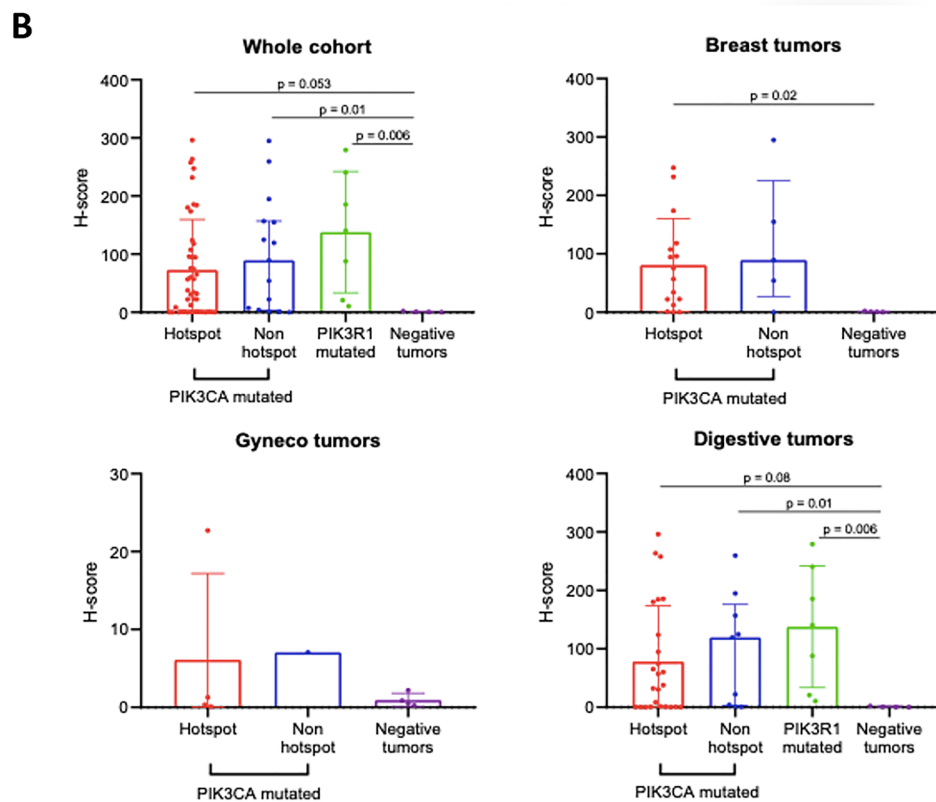 B
Whole cohort
400
300
200
100
0
H-score
p = 0.053
p = 0.01
p = 0.006
Hotspot
Non
hotspot
PIK3R1
mutated
Negative
tumors
PIK3CA mutated
Breast tumors
400
300
200
100
0
H-score
p = 0.02
Hotspot
Non
hotspot
Negative
tumors
PIK3CA mutated
Gyneco tumors
30
20
10
0
H-score
Hotspot
Non
hotspot
Negative
tumors
PIK3CA mutated
Digestive tumors
400
300
200
100
0
H-score
p = 0.08
p = 0.01
p = 0.006
Hotspot
Non
hotspot
PIK3R1
mutated
Negative
tumors
PIK3CA mutated